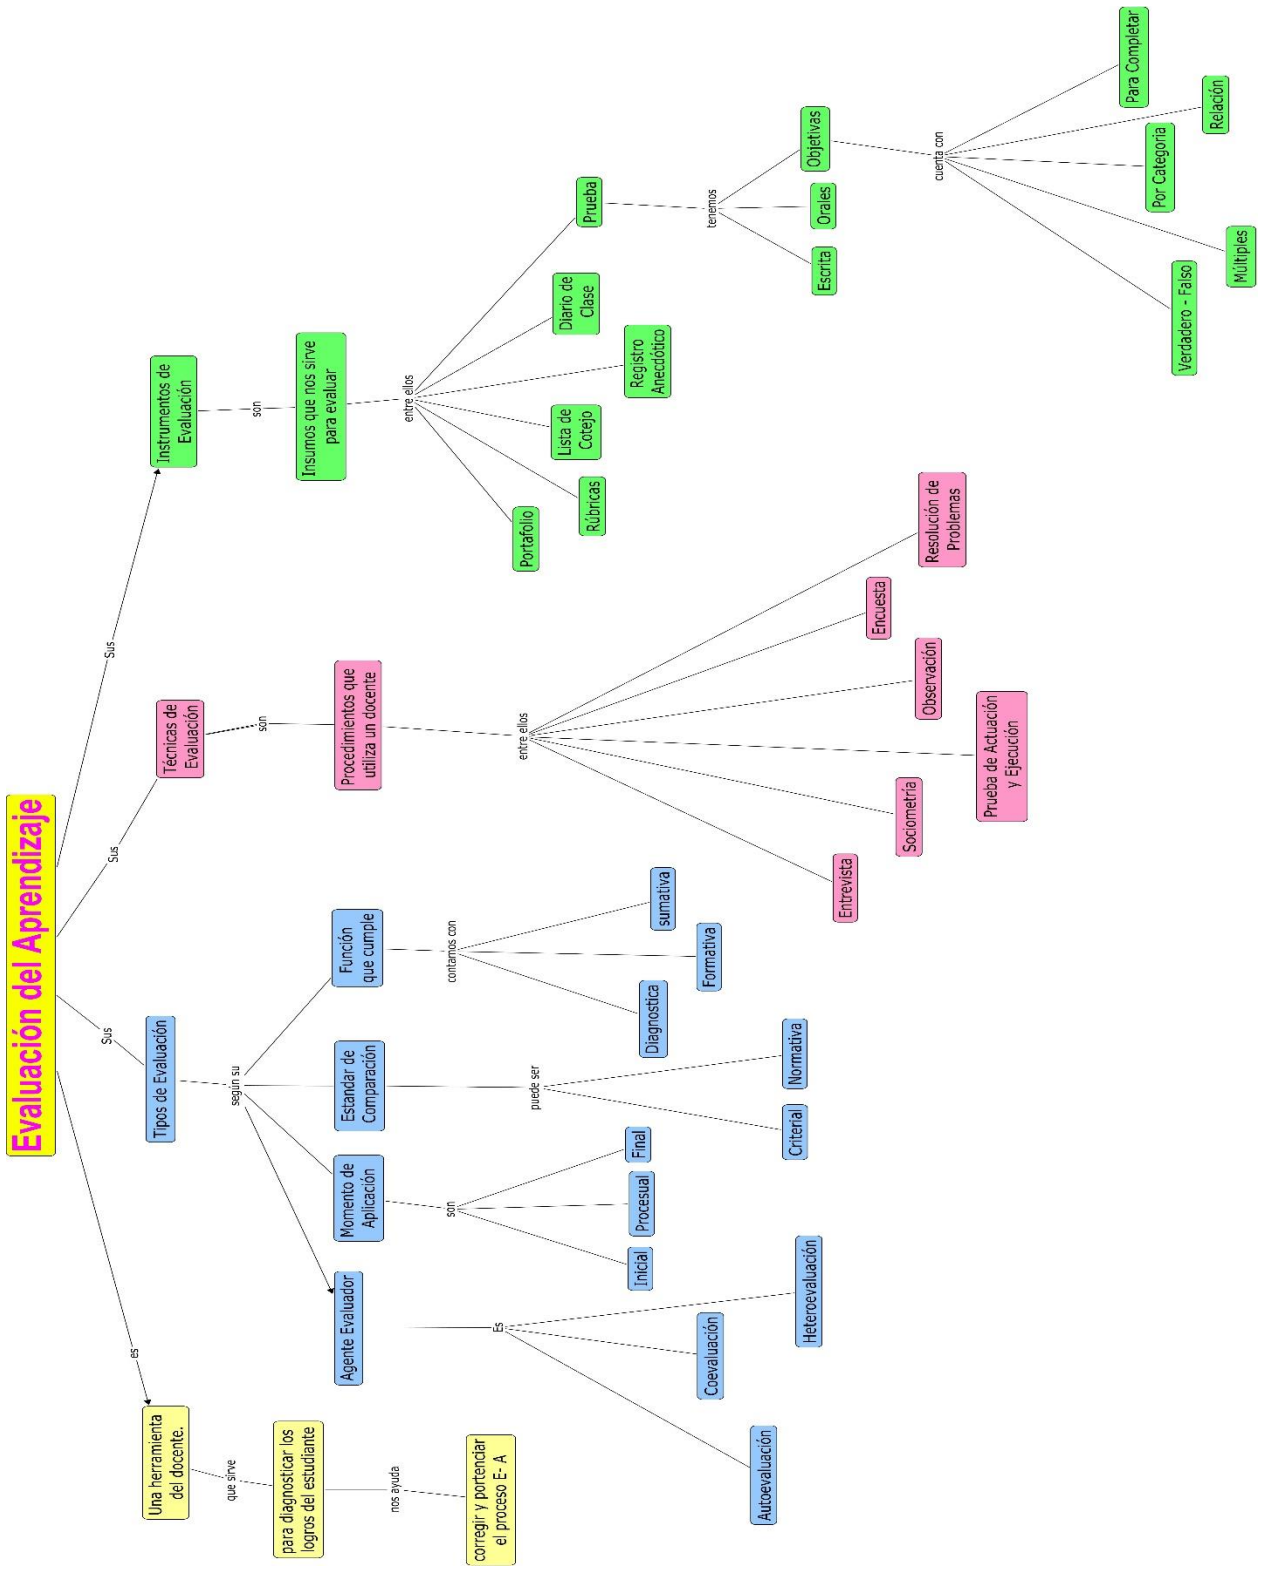 Evaluación del Aprendizaje
es
Sus
Sus
Sus
Una herramienta
del docente.
que sirve
para diagnosticar los
logros del estudiante
nos ayuda
corregir y portenciar
el proceso E- A
Tipos de Evaluación
según su
Agente Evaluador
Momento de
Aplicación
Estandar de
Comparación
Función
que cumple
Es
Autoevaluación
Coevaluación
Heteroevaluación
son
Inicial
Procesual
Final
puede ser
Criterial
Normativa
contamos con
Diagnostica
Formativa
sumativa
Técnicas de
Evaluación
son
Procedimientos que
utiliza un docente
entre ellos
Entrevista
Sociometría
Prueba de Actuación
y Ejecución
Observación
Encuesta
Resolución de
Problemas
Instrumentos de
Evaluación
son
Insumos que nos sirve
para evaluar
entre ellos
Portafolio
Rúbricas
Lista de
Cotejo
Registro
Anecdótico
Diario de
Clase
Prueba
tenemos
Escrita
Orales
Objetivas
cuenta con
Verdadero - Falso
Múltiples
Por Categoria
Relación
Para Completar